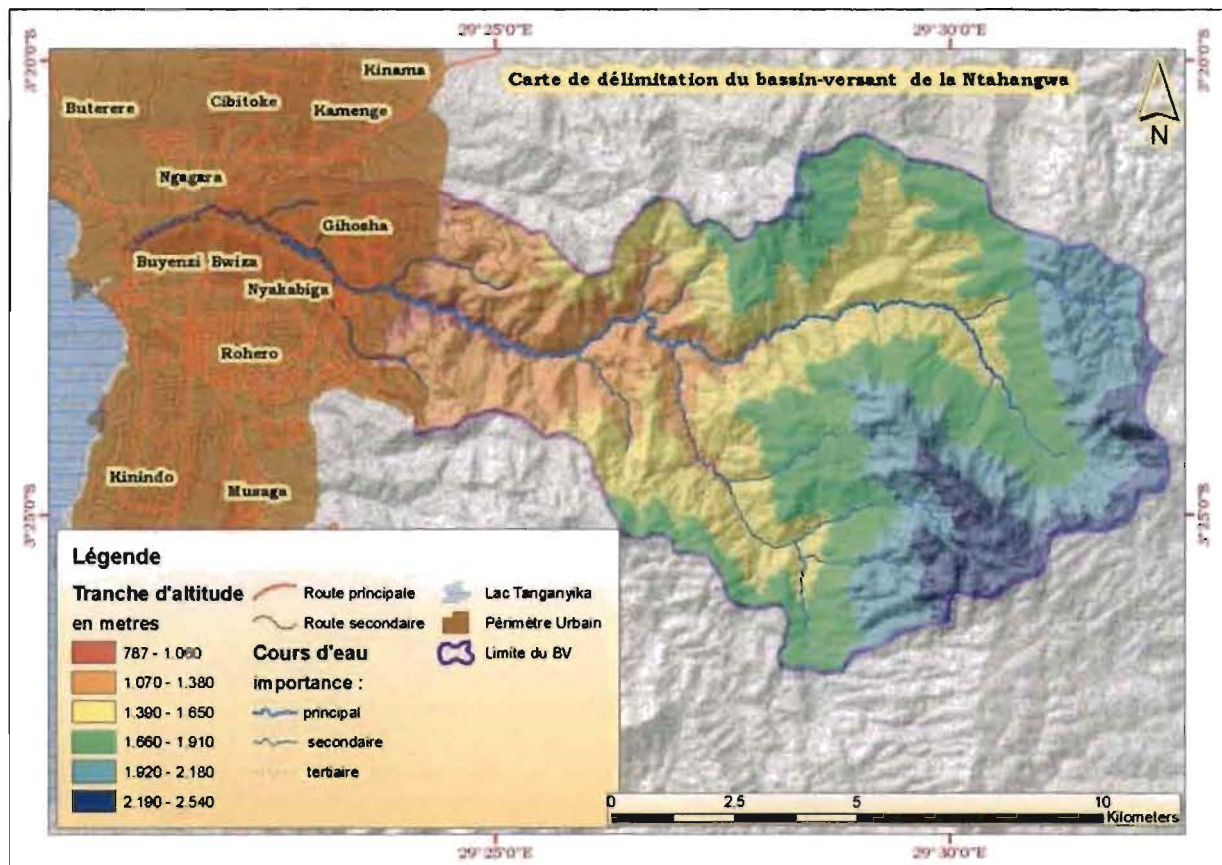 29°25'0"E
29°30'0"E
3°20'0"S
3°20'0"S
Carte de délimitation du bassin-versant de la Ntahangwa
N
Kinama
Buterere
Cibitoke
Kamenge
Ngagara
Gihosha
Buyenzi
Bwiza
Nyakabiga
Rohero
Kinindo
Musaga
3°25'0"S
3°25'0"S
Légende
Tranche d'altitude
en metres
787 - 1.060
1.070 - 1.380
1.390 - 1.650
1.660 - 1.910
1.920 - 2.180
2.190 - 2.540
Route principale
Route secondaire
Cours d'eau
importance :
principal
secondaire
tertiaire
Lac Tanganyika
Périmètre Urbain
Limite du BV
0
2.5
5
10
Kilometers
29°25'0"E
29°30'0"E